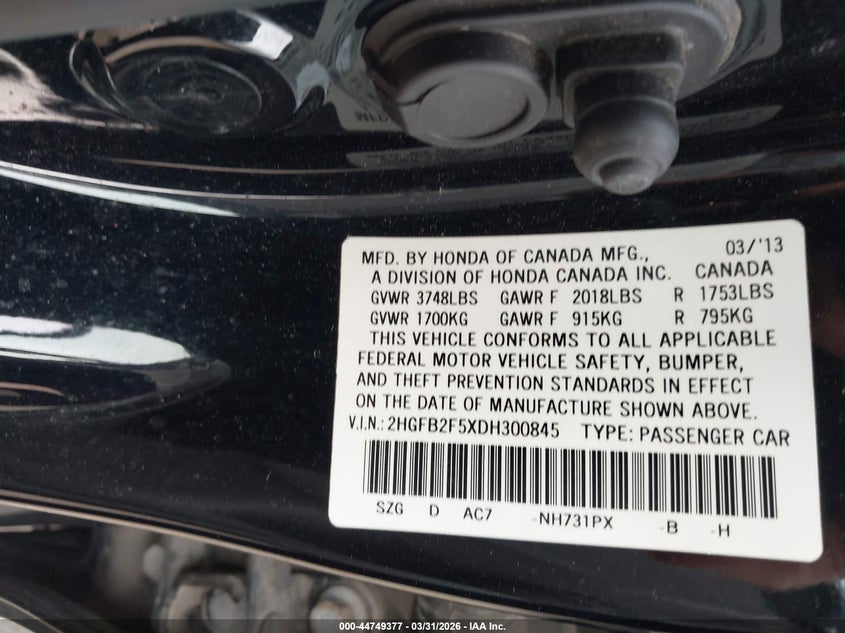 MFD. BY HONDA OF CANADA MFG., 03/'13
A DIVISION OF HONDA CANADA INC. CANADA
GVWR 3748LBS GAWR F 2018LBS R 1753LBS
GVWR 1700KG GAWR F 915KG R 795KG
THIS VEHICLE CONFORMS TO ALL APPLICABLE
FEDERAL MOTOR VEHICLE SAFETY, BUMPER,
AND THEFT PREVENTION STANDARDS IN EFFECT
ON THE DATE OF MANUFACTURE SHOWN ABOVE.
V.I.N.: 2HGFB2F5XDH300845 TYPE: PASSENGER CAR
SZG D AC7 -NH731PX -B -H
000-44749377 - 03/31/2026 - IAA Inc.